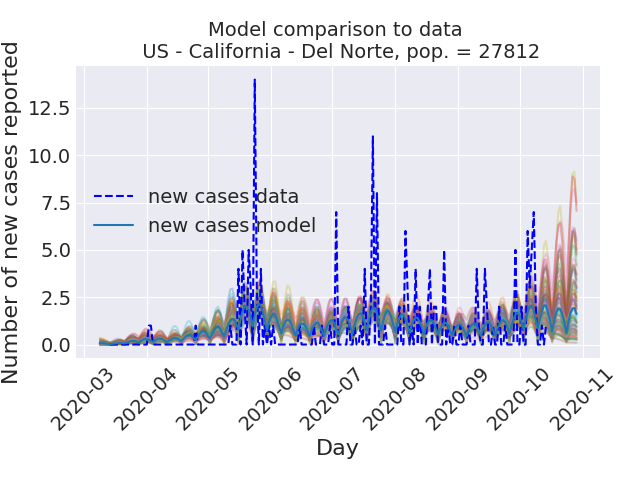 Model comparison to data
US - California - Del Norte, pop. = 27812
Number of new cases reported
12.5
10.0
7.5
5.0
2.5
0.0
new cases data
new cases model
2020-03
2020-04
2020-05
2020-06
2020-07
2020-08
2020-09
2020-10
2020-11
Day